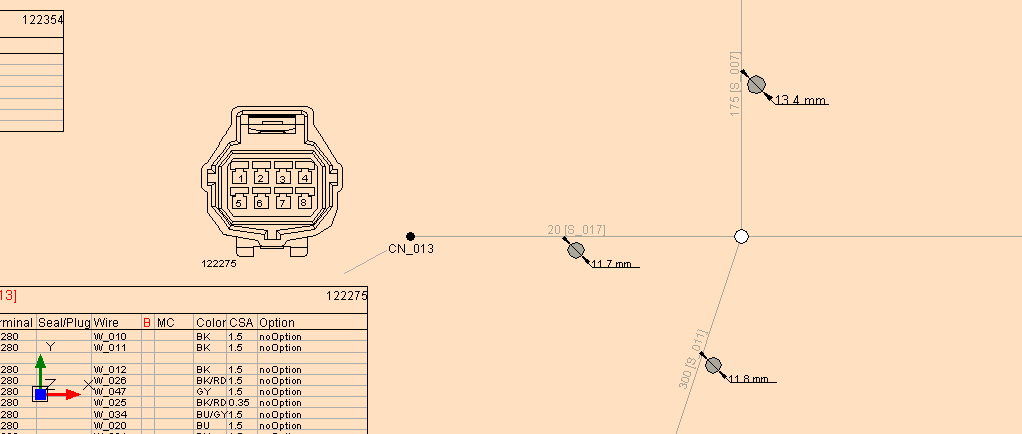 122354
175 [S_007]
13.4 mm
1 2 3 4
5 6 7 8
122275
CN_013
20 [S_017]
11.7 mm
300 [S_011]
11.8 mm
13] 122275
rminal Seal/Plug Wire B MC Color CSA Option
280 W_010 BK 1.5 noOption
280 W_011 BK 1.5 noOption
280 W_012 BK 1.5 noOption
280 W_026 BK/RD 1.5 noOption
280 W_047 GY 1.5 noOption
280 W_025 BK/RD 0.35 noOption
280 W_034 BU/GY 1.5 noOption
280 W_020 BU 1.5 noOption
Y
Z
X